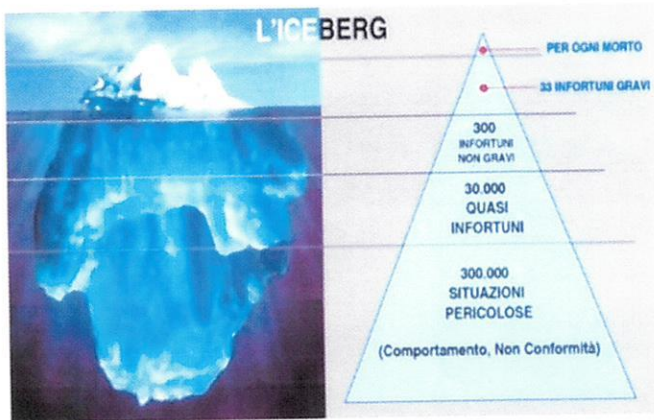 L'ICEBERG
PER OGNI MORTO
33 INFORTUNI GRAVI
300
INFORTUNI
NON GRAVI
30.000
QUASI
INFORTUNI
300.000
SITUAZIONI
PERICOLOSE
(Comportamento, Non Conformità)